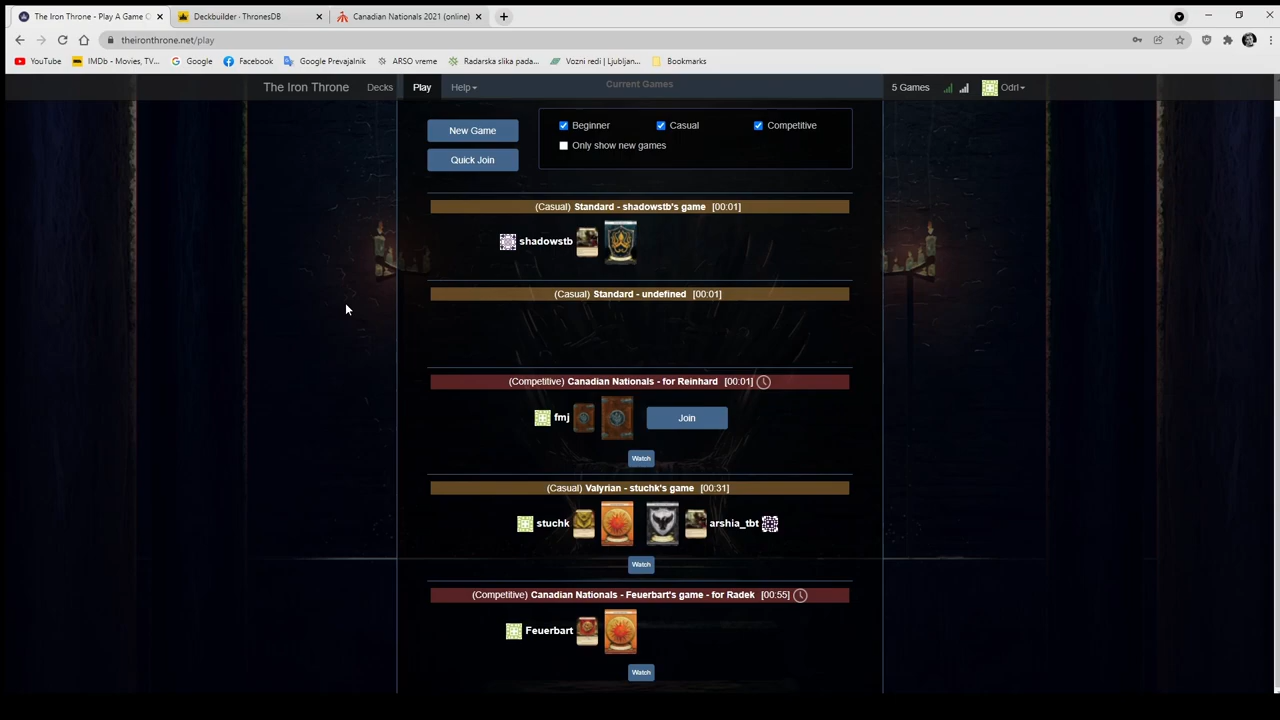 The Iron Throne - Play A Game O
Deckbuilder · ThronesDB
Canadian Nationals 2021 (online)
theironthrone.net/play
YouTube
IMDb - Movies, TV...
Google
Facebook
Google Prevajalnik
ARSO vreme
Radarska slika pada...
Vozni redi | Ljubljan...
Bookmarks
The Iron Throne
Decks
Play
Help
Current Games
5 Games
Odrl
New Game
Beginner
Casual
Competitive
Only show new games
Quick Join
(Casual) Standard - shadowstb's game [00:01]
shadowstb
(Casual) Standard - undefined [00:01]
(Competitive) Canadian Nationals - for Reinhard [00:01]
fmj
Join
Watch
(Casual) Valyrian - stuchk's game [00:31]
stuchk
arshia_tbt
Watch
(Competitive) Canadian Nationals - Feuerbart's game - for Radek [00:55]
Feuerbart
Watch